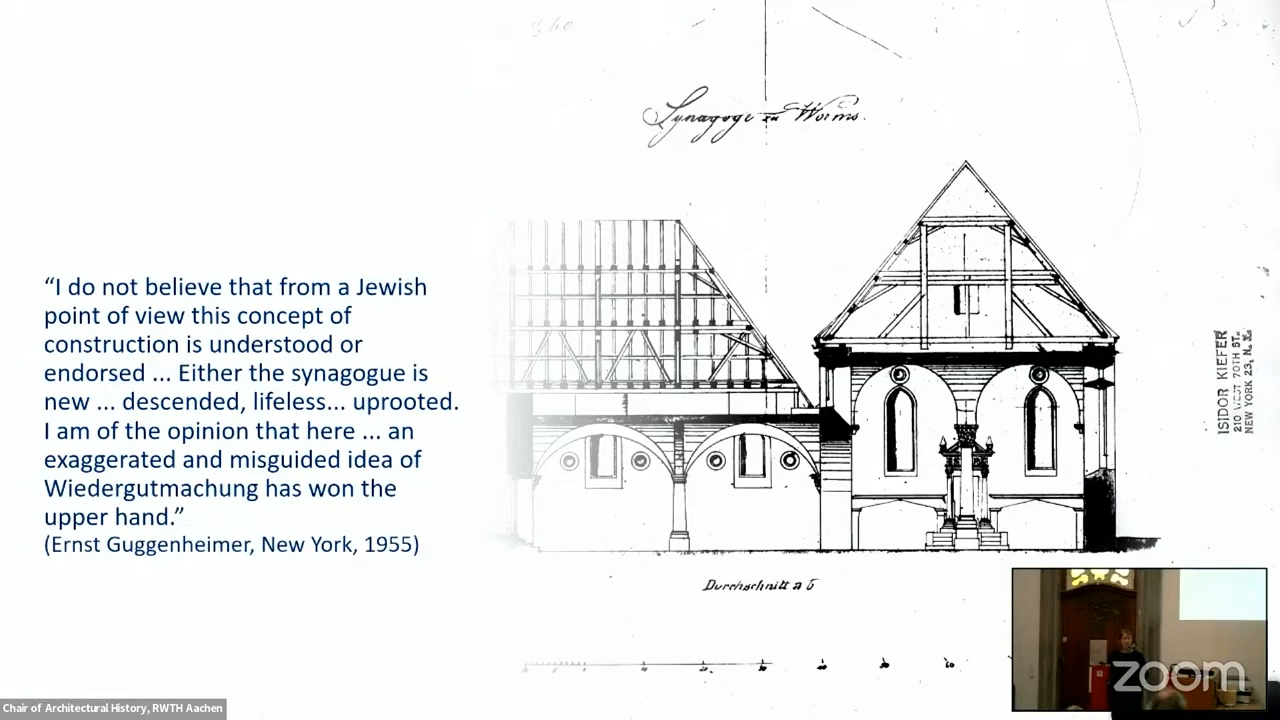 Synagoge zu Worms.
“I do not believe that from a Jewish
point of view this concept of
construction is understood or
endorsed ... Either the synagogue is
new ... descended, lifeless... uprooted.
I am of the opinion that here ... an
exaggerated and misguided idea of
Wiedergutmachung has won the
upper hand.”
(Ernst Guggenheimer, New York, 1955)
ISIDOR KIEFER
210 WEST 70TH ST.
NEW YORK 23, N. Y.
Durchschnitt a b
zoom
Chair of Architectural History, RWTH Aachen